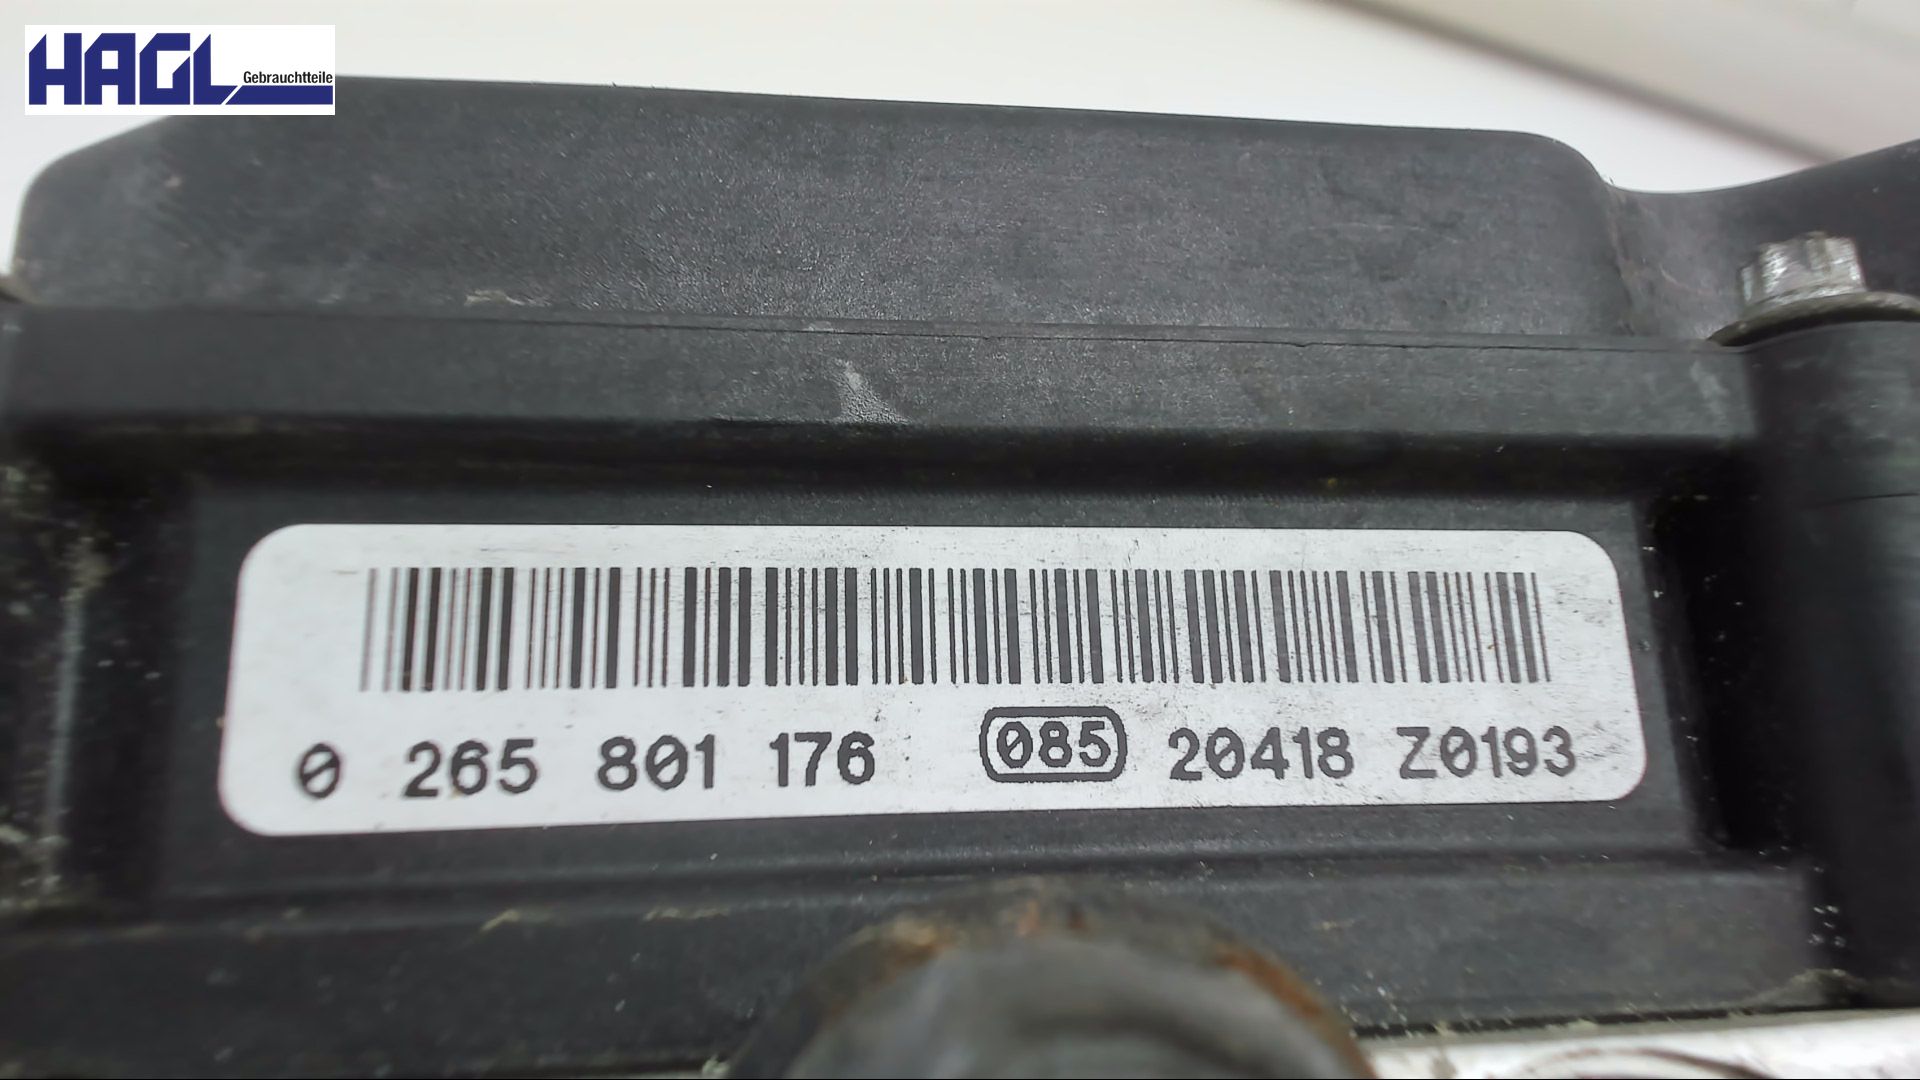 HAGL Gebrauchtteile
0 265 801 176 085 20418 Z0193